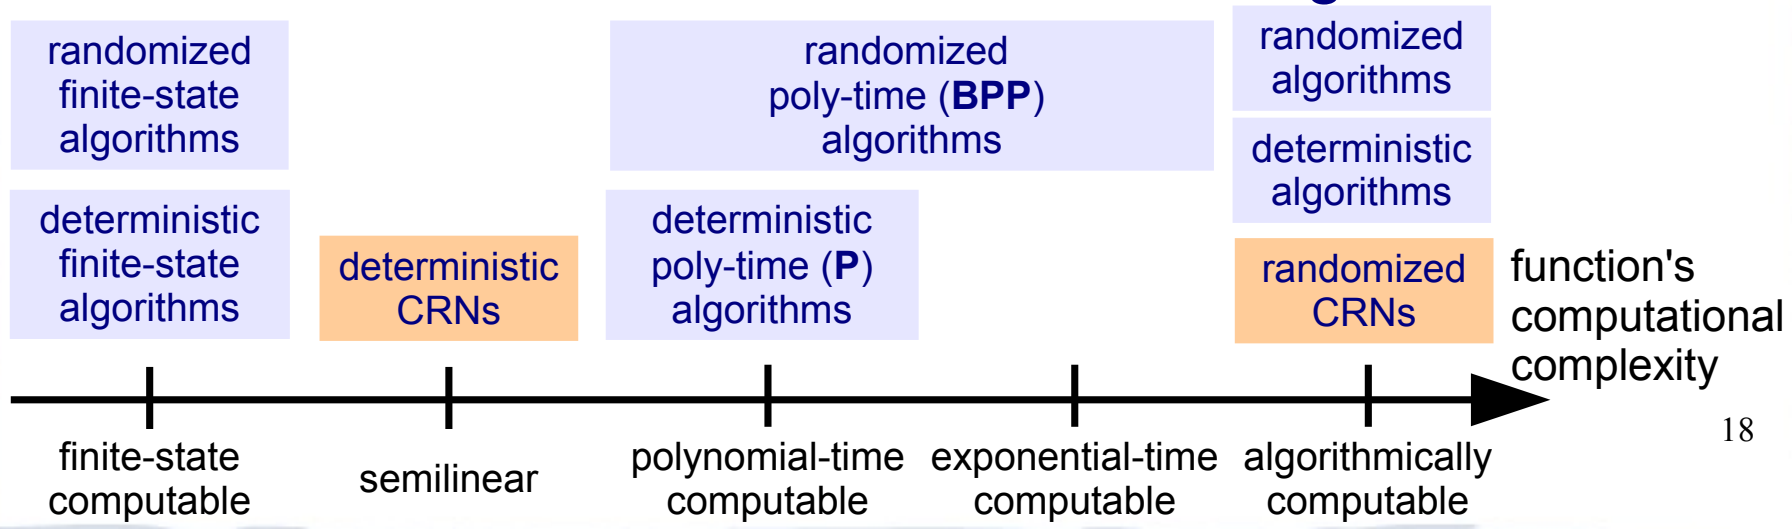 randomized
finite-state
algorithms
randomized
poly-time (BPP)
algorithms
randomized
algorithms
deterministic
algorithms
deterministic
finite-state
algorithms
deterministic
CRNs
deterministic
poly-time (P)
algorithms
randomized
CRNs
function's
computational
complexity
finite-state
computable
semilinear
polynomial-time
computable
exponential-time
computable
algorithmically
computable
18